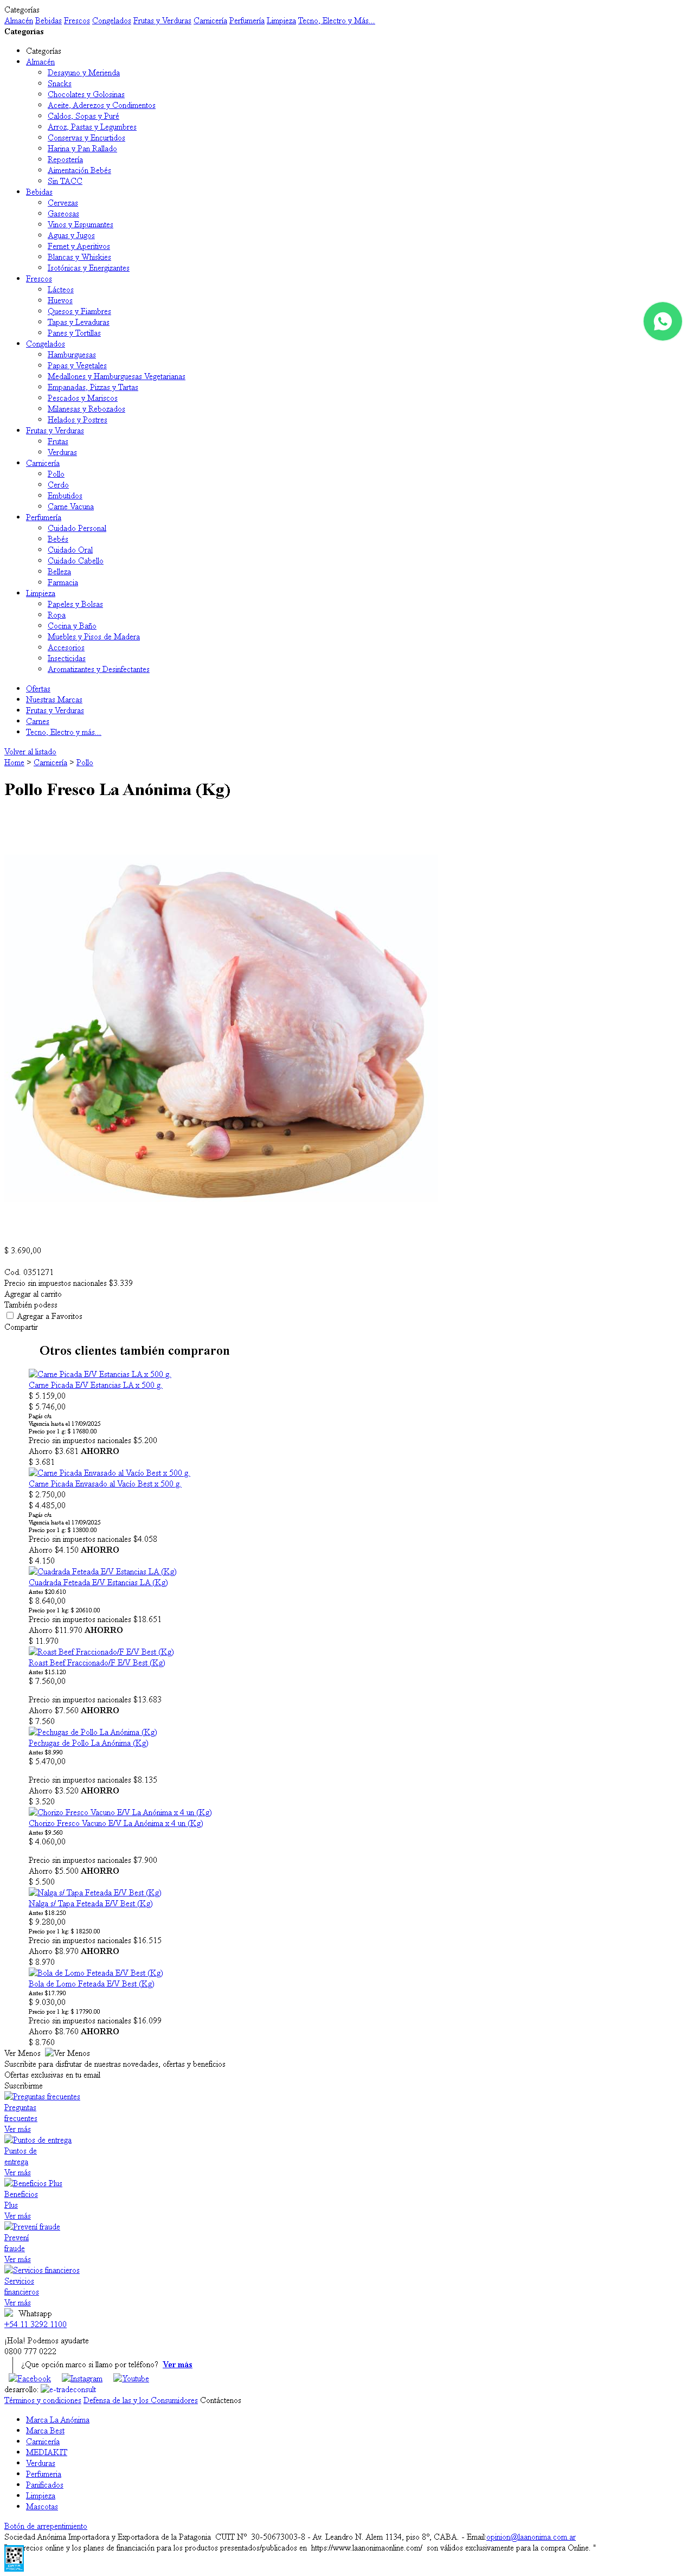 Categorías
Almacén Bebidas Frescos Congelados Frutas y Verduras Carnicería Perfumería Limpieza Tecno, Electro y Más...
Categorias
Categorías
Almacén
Desayuno y Merienda
Snacks
Chocolates y Golosinas
Aceite, Aderezos y Condimentos
Caldos, Sopas y Puré
Arroz, Pastas y Legumbres
Conservas y Encurtidos
Harina y Pan Rallado
Repostería
Aimentación Bebés
Sin TACC
Bebidas
Cervezas
Gaseosas
Vinos y Espumantes
Aguas y Jugos
Fernet y Aperitivos
Blancas y Whiskies
Isotónicas y Energizantes
Frescos
Lácteos
Huevos
Quesos y Fiambres
Tapas y Levaduras
Panes y Tortillas
Congelados
Hamburguesas
Papas y Vegetales
Medallones y Hamburguesas Vegetarianas
Empanadas, Pizzas y Tartas
Pescados y Mariscos
Milanesas y Rebozados
Helados y Postres
Frutas y Verduras
Frutas
Verduras
Carnicería
Pollo
Cerdo
Embutidos
Carne Vacuna
Perfumería
Cuidado Personal
Bebés
Cuidado Oral
Cuidado Cabello
Belleza
Farmacia
Limpieza
Papeles y Bolsas
Ropa
Cocina y Baño
Muebles y Pisos de Madera
Accesorios
Insecticidas
Aromatizantes y Desinfectantes
Ofertas
Nuestras Marcas
Frutas y Verduras
Carnes
Tecno, Electro y más...
Volver al listado
Home > Carnicería > Pollo
Pollo Fresco La Anónima (Kg)
$ 3.690,00
Cod. 0351271
Precio sin impuestos nacionales $3.339
Agregar al carrito
También podess
Agregar a Favoritos
Compartir
Otros clientes también compraron
Carne Picada E/V Estancias LA x 500 g.
Carne Picada E/V Estancias LA x 500 g.
$ 5.159,00
$ 5.746,00
Pagás c/u
Vigencia hasta el 17/09/2025
Precio por 1 g: $ 17680.00
Precio sin impuestos nacionales $5.200
Ahorro $3.681 AHORRO
$ 3.681
Carne Picada Envasado al Vacío Best x 500 g.
Carne Picada Envasado al Vacío Best x 500 g.
$ 2.750,00
$ 4.485,00
Pagás c/u
Vigencia hasta el 17/09/2025
Precio por 1 g: $ 13800.00
Precio sin impuestos nacionales $4.058
Ahorro $4.150 AHORRO
$ 4.150
Cuadrada Feteada E/V Estancias LA (Kg)
Cuadrada Feteada E/V Estancias LA (Kg)
Antes $20.610
$ 8.640,00
Precio por 1 kg: $ 20610.00
Precio sin impuestos nacionales $18.651
Ahorro $11.970 AHORRO
$ 11.970
Roast Beef Fraccionado/F E/V Best (Kg)
Roast Beef Fraccionado/F E/V Best (Kg)
Antes $15.120
$ 7.560,00
Precio sin impuestos nacionales $13.683
Ahorro $7.560 AHORRO
$ 7.560
Pechugas de Pollo La Anónima (Kg)
Pechugas de Pollo La Anónima (Kg)
Antes $8.990
$ 5.470,00
Precio sin impuestos nacionales $8.135
Ahorro $3.520 AHORRO
$ 3.520
Chorizo Fresco Vacuno E/V La Anónima x 4 un (Kg)
Chorizo Fresco Vacuno E/V La Anónima x 4 un (Kg)
Antes $9.560
$ 4.060,00
Precio sin impuestos nacionales $7.900
Ahorro $5.500 AHORRO
$ 5.500
Nalga s/ Tapa Feteada E/V Best (Kg)
Nalga s/ Tapa Feteada E/V Best (Kg)
Antes $18.250
$ 9.280,00
Precio por 1 kg: $ 18250.00
Precio sin impuestos nacionales $16.515
Ahorro $8.970 AHORRO
$ 8.970
Bola de Lomo Feteada E/V Best (Kg)
Bola de Lomo Feteada E/V Best (Kg)
Antes $17.790
$ 9.030,00
Precio por 1 kg: $ 17790.00
Precio sin impuestos nacionales $16.099
Ahorro $8.760 AHORRO
$ 8.760
Ver Menos Ver Menos
Suscribite para disfrutar de nuestras novedades, ofertas y beneficios
Ofertas exclusivas en tu email
Suscribirme
Preguntas frecuentes
Preguntas
frecuentes
Ver más
Puntos de entrega
Puntos de
entrega
Ver más
Beneficios Plus
Beneficios
Plus
Ver más
Prevení fraude
Prevení
fraude
Ver más
Servicios financieros
Servicios
financieros
Ver más
Whatsapp
+54 11 3292 1100
¡Hola! Podemos ayudarte
0800 777 0222
¿Que opción marco si llamo por teléfono? Ver más
Facebook Instagram Youtube
desarrollo: e-tradeconsult
Términos y condiciones Defensa de las y los Consumidores Contáctenos
Marca La Anónima
Marca Best
Carnicería
MEDIAKIT
Verduras
Perfumeria
Panificados
Limpieza
Mascotas
Botón de arrepentimiento
Sociedad Anónima Importadora y Exportadora de la Patagonia CUIT Nº 30-50673003-8 - Av. Leandro N. Alem 1134, piso 8º, CABA. - Email:opinion@laanonima.com.ar
precios online y los planes de financiación para los productos presentados/publicados en https://www.laanonimaonline.com/ son válidos exclusivamente para la compra Online. "